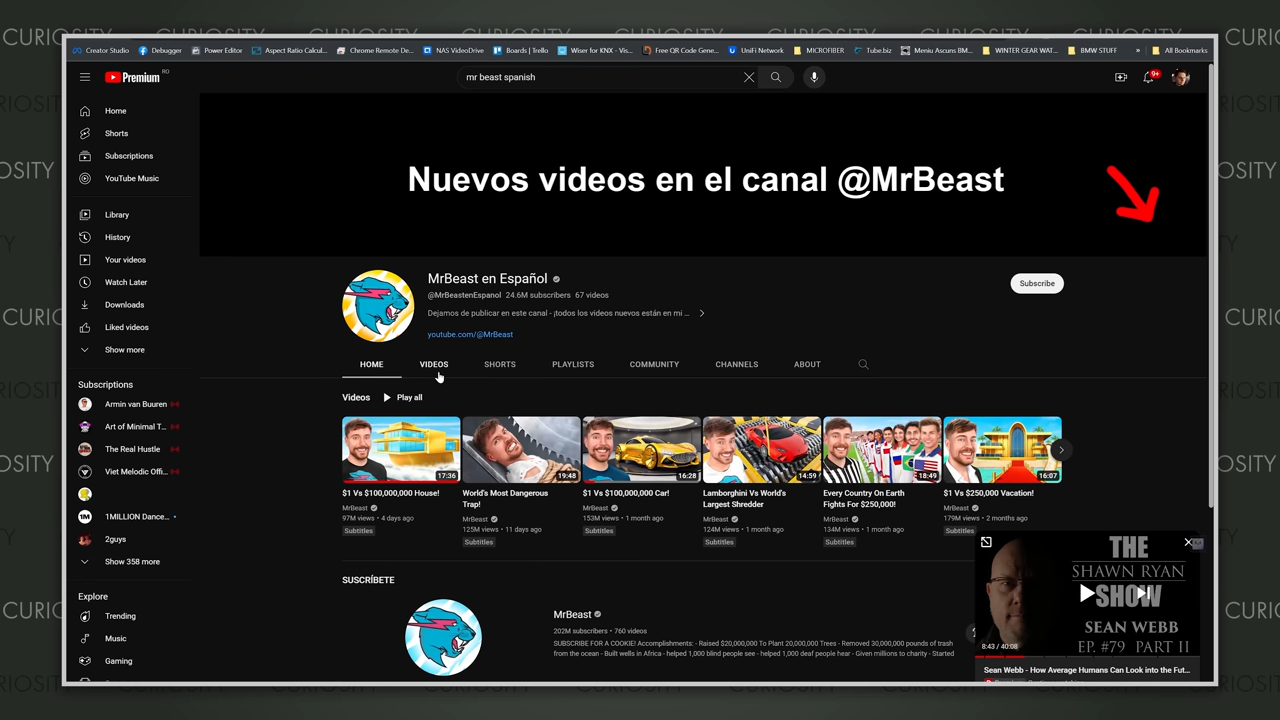 CURIOSITY
Creator Studio
Debugger
Power Editor
Aspect Ratio Calcul...
Chrome Remote De...
NAS VideoDrive
Boards | Trello
Wiser for KNX - Vis...
Free QR Code Gene...
UniFi Network
MICROFIBER
Tube.biz
Meniu Ascuns BM...
WINTER GEAR WAT...
BMW STUFF
»
All Bookmarks
Premium RO
mr beast spanish
9+
Home
Shorts
Subscriptions
YouTube Music
Library
History
Your videos
Watch Later
Downloads
Liked videos
Show more
Subscriptions
Armin van Buuren
Art of Minimal T...
The Real Hustle
Viet Melodic Offi...
1M
1MILLION Dance...
2guys
Show 358 more
Explore
Trending
Music
Gaming
Nuevos videos en el canal @MrBeast
MrBeast en Español
@MrBeastenEspanol 24.6M subscribers 67 videos
Dejamos de publicar en este canal - ¡todos los videos nuevos están en mi ...
youtube.com/@MrBeast
Subscribe
HOME VIDEOS SHORTS PLAYLISTS COMMUNITY CHANNELS ABOUT
Videos Play all
17:36
$1 Vs $100,000,000 House!
MrBeast
97M views • 4 days ago
Subtitles
19:48
World's Most Dangerous
Trap!
MrBeast
125M views • 11 days ago
Subtitles
16:28
$1 Vs $100,000,000 Car!
MrBeast
153M views • 1 month ago
Subtitles
14:59
Lamborghini Vs World's
Largest Shredder
MrBeast
124M views • 1 month ago
Subtitles
18:49
Every Country On Earth
Fights For $250,000!
MrBeast
134M views • 1 month ago
Subtitles
16:07
$1 Vs $250,000 Vacation!
MrBeast
179M views • 2 months ago
Subtitles
SUSCRÍBETE
MrBeast
202M subscribers • 760 videos
SUBSCRIBE FOR A COOKIE! Accomplishments: - Raised $20,000,000 To Plant 20,000,000 Trees - Removed 30,000,000 pounds of trash
from the ocean - Built wells in Africa - helped 1,000 blind people see - helped 1,000 deaf people hear - Given millions to charity - Started
THE
SHAWN RYAN
SHOW
SEAN WEBB
EP. #79 PART II
8:43 / 40:08
Sean Webb - How Average Humans Can Look into the Fut...